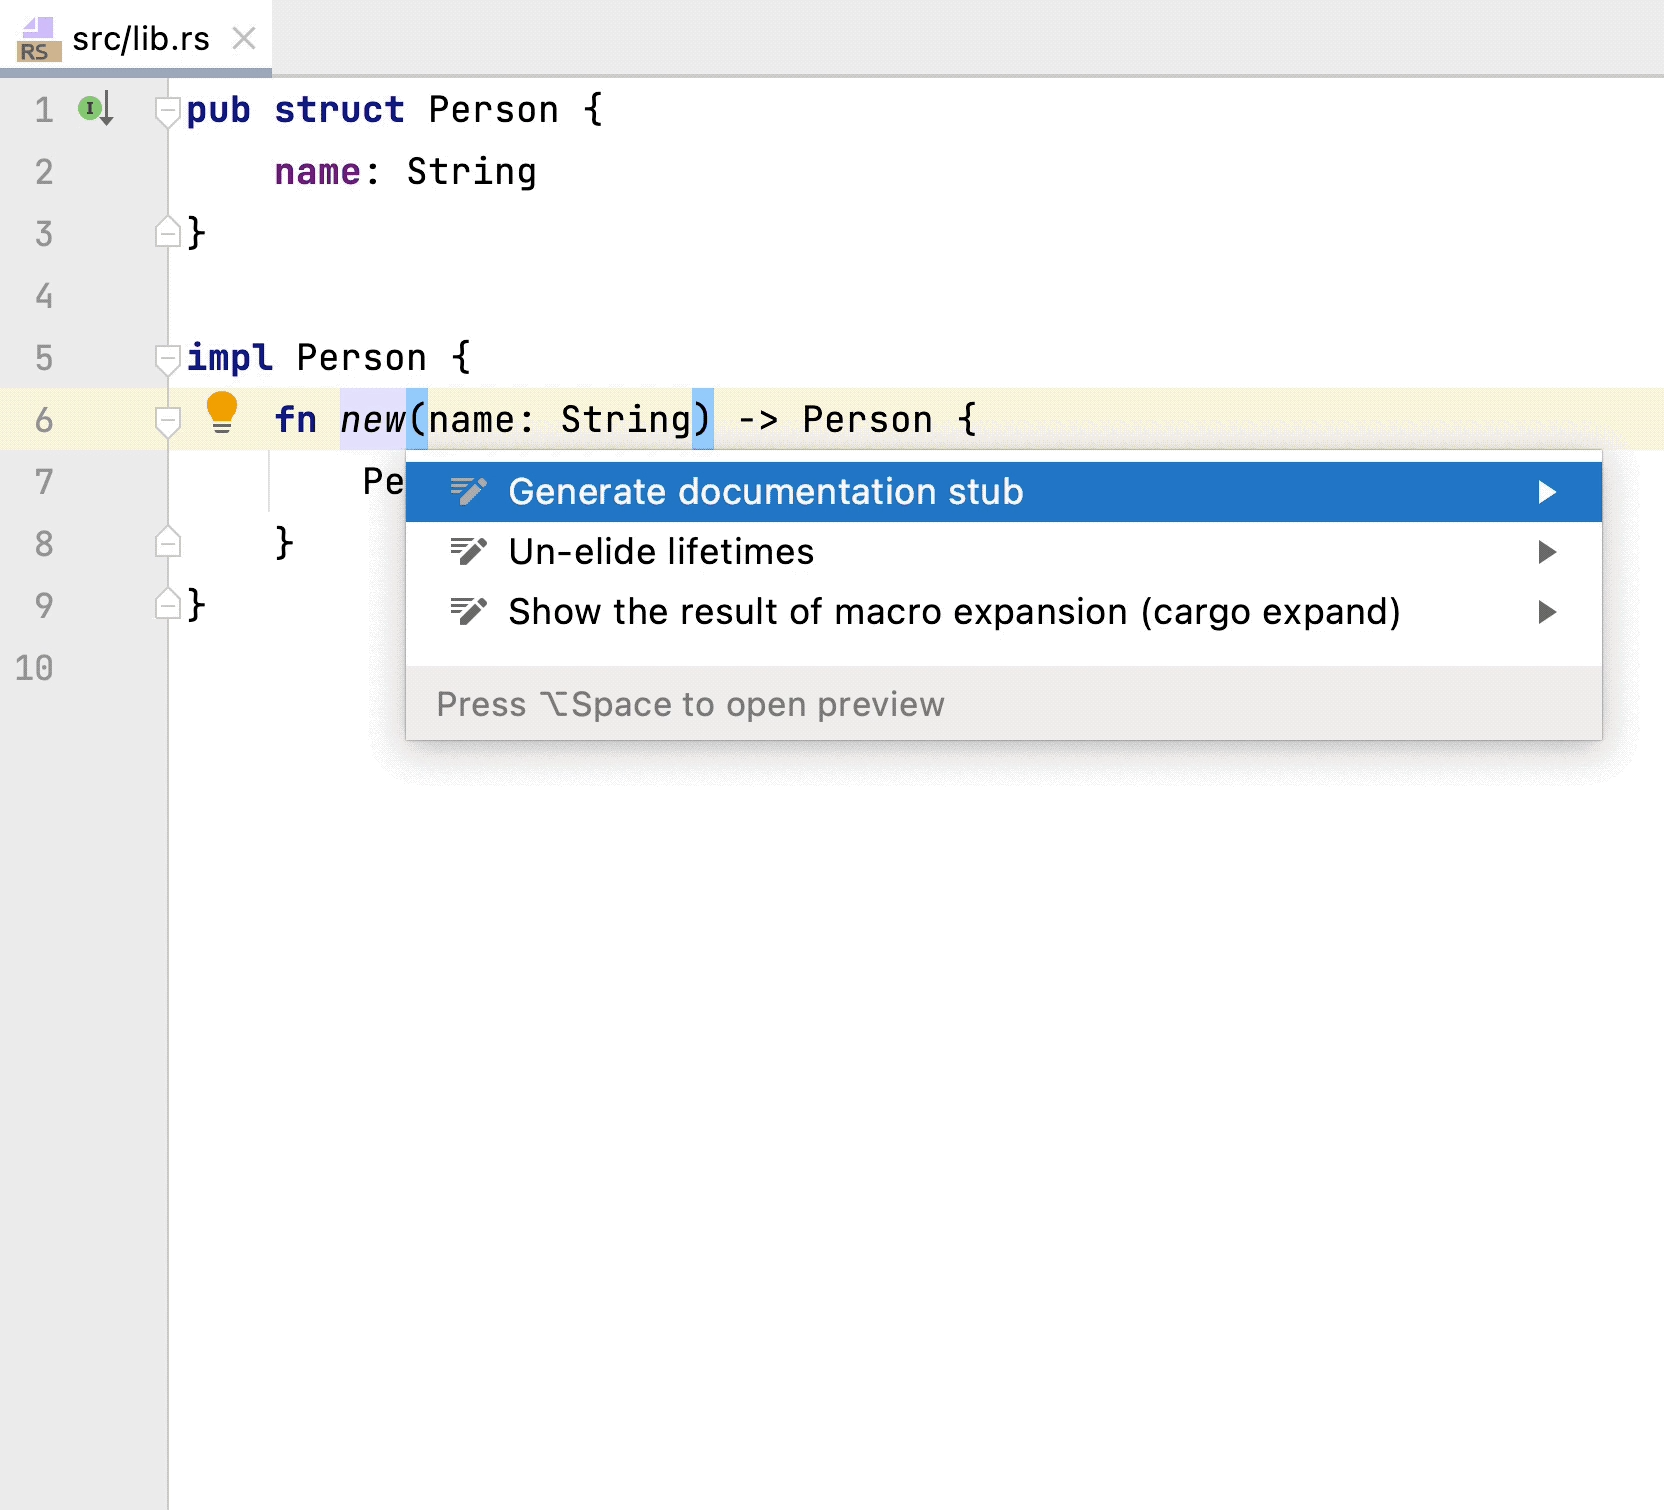 RS src/lib.rs
1 pub struct Person {
2 name: String
3 }
4
5 impl Person {
6 fn new(name: String) -> Person {
7 Pe
Generate documentation stub
8 }
Un-elide lifetimes
9 }
Show the result of macro expansion (cargo expand)
10
Press ⌥Space to open preview